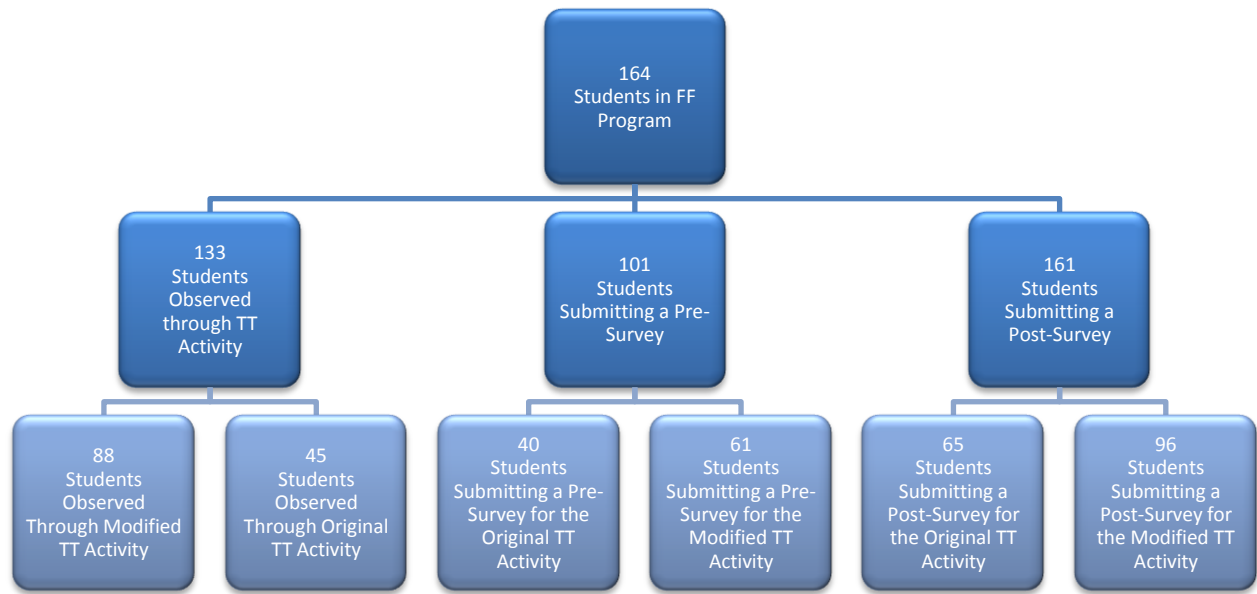 164
Students in FF
Program
133
Students
Observed
through TT
Activity
101
Students
Submitting a Pre-
Survey
161
Students
Submitting a
Post-Survey
88
Students
Observed
Through Modified
TT Activity
45
Students
Observed
Through Original
TT Activity
40
Students
Submitting a Pre-
Survey for the
Original TT
Activity
61
Students
Submitting a Pre-
Survey for the
Modified TT
Activity
65
Students
Submitting a
Post-Survey for
the Original TT
Activity
96
Students
Submitting a
Post-Survey for
the Modified TT
Activity